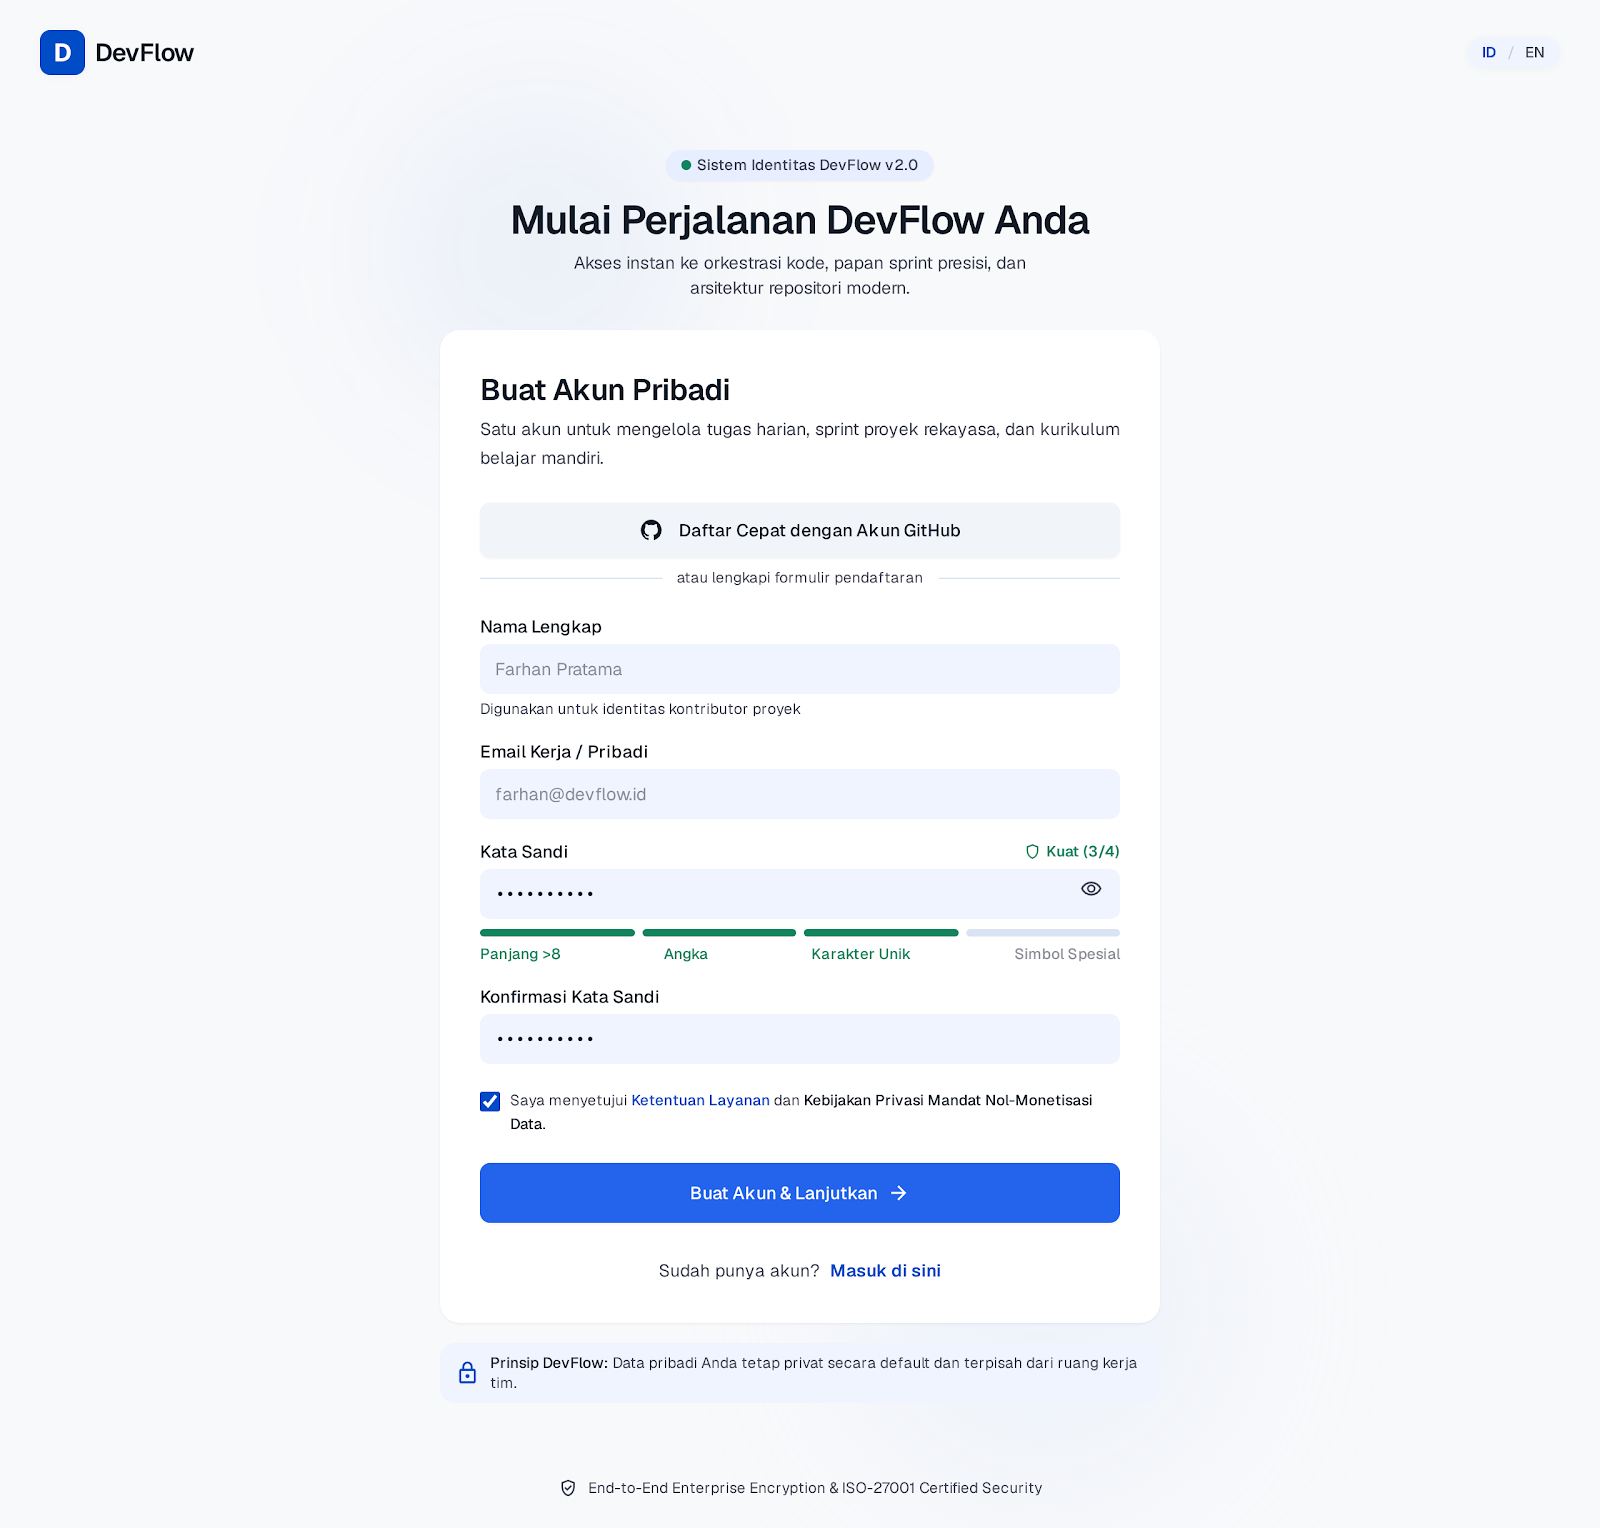 D DevFlow
ID / EN
Sistem Identitas DevFlow v2.0
Mulai Perjalanan DevFlow Anda
Akses instan ke orkestrasi kode, papan sprint presisi, dan
arsitektur repositori modern.
Buat Akun Pribadi
Satu akun untuk mengelola tugas harian, sprint proyek rekayasa, dan kurikulum
belajar mandiri.
Daftar Cepat dengan Akun GitHub
atau lengkapi formulir pendaftaran
Nama Lengkap
Farhan Pratama
Digunakan untuk identitas kontributor proyek
Email Kerja / Pribadi
farhan@devflow.id
Kata Sandi
Kuat (3/4)
••••••••••
Panjang >8
Angka
Karakter Unik
Simbol Spesial
Konfirmasi Kata Sandi
••••••••••
Saya menyetujui Ketentuan Layanan dan Kebijakan Privasi Mandat Nol-Monetisasi
Data.
Buat Akun & Lanjutkan →
Sudah punya akun? Masuk di sini
Prinsip DevFlow: Data pribadi Anda tetap privat secara default dan terpisah dari ruang kerja
tim.
End-to-End Enterprise Encryption & ISO-27001 Certified Security